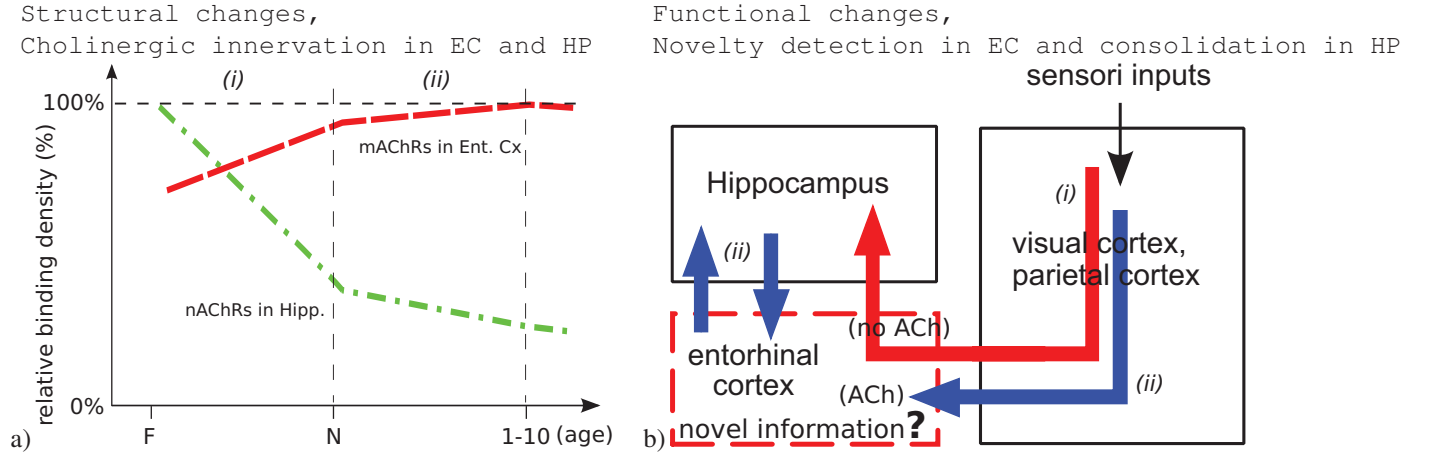 Structural changes,
Cholinergic innervation in EC and HP
(i)
(ii)
100%
mAChRs in Ent. Cx
relative binding density (%)
nAChRs in Hipp.
0%
F
N
1-10 (age)
a)
Functional changes,
Novelty detection in EC and consolidation in HP
sensori inputs
Hippocampus
(i)
(ii)
visual cortex,
parietal cortex
(no ACh)
entorhinal
cortex
(ACh)
(ii)
novel information?
b)